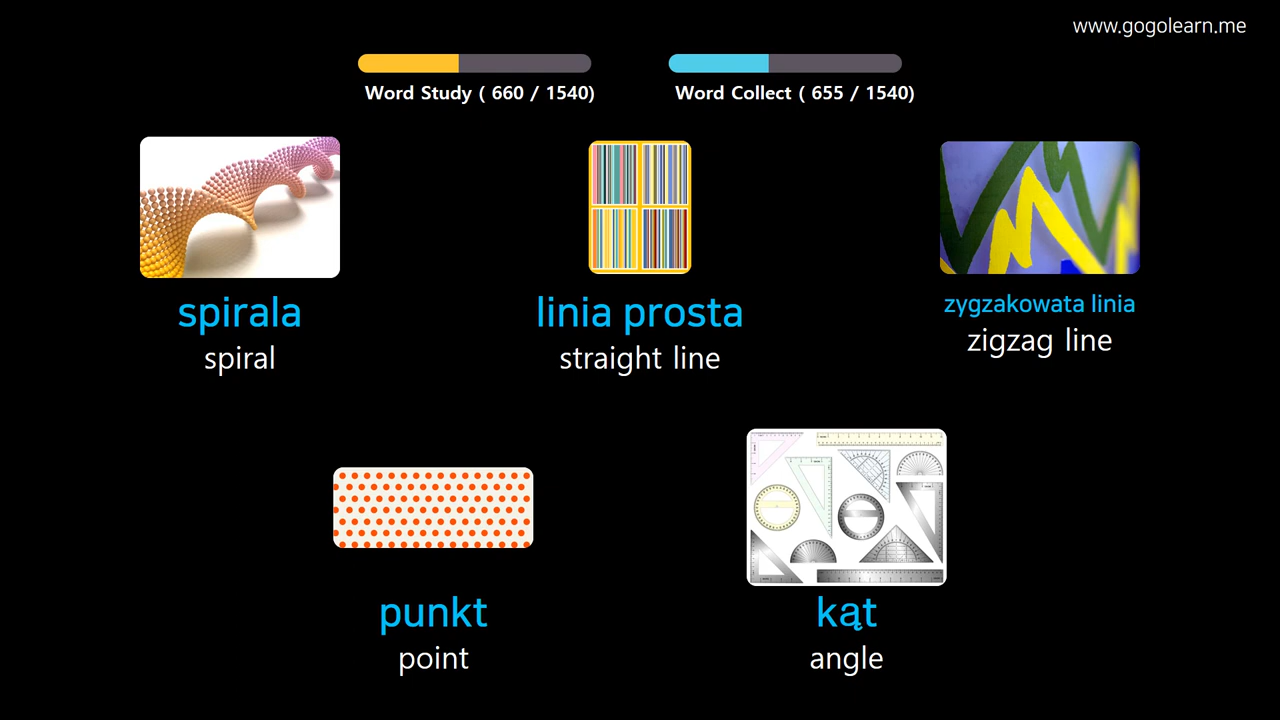 www.gogolearn.me
Word Study ( 660 / 1540)
Word Collect ( 655 / 1540)
spirala
spiral
linia prosta
straight line
zygzakowata linia
zigzag line
punkt
point
kąt
angle